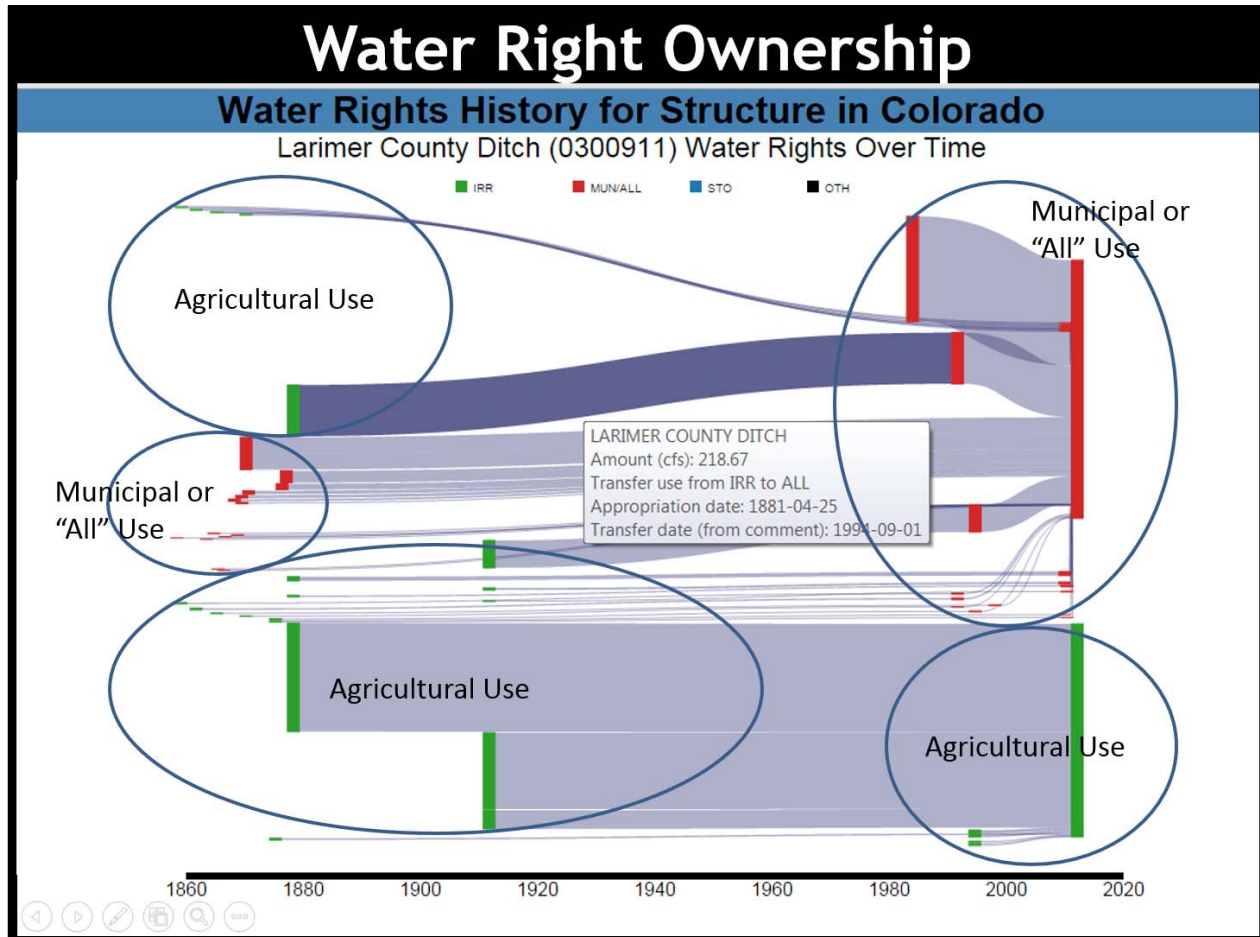 Water Right Ownership
Water Rights History for Structure in Colorado
Larimer County Ditch (0300911) Water Rights Over Time
IRR MUN/ALL STO OTH
Municipal or
“All” Use
Agricultural Use
LARIMER COUNTY DITCH
Amount (cfs): 218.67
Transfer use from IRR to ALL
Appropriation date: 1881-04-25
Transfer date (from comment): 1994-09-01
Municipal or
“All” Use
Agricultural Use
Agricultural Use
1860 1880 1900 1920 1940 1960 1980 2000 2020